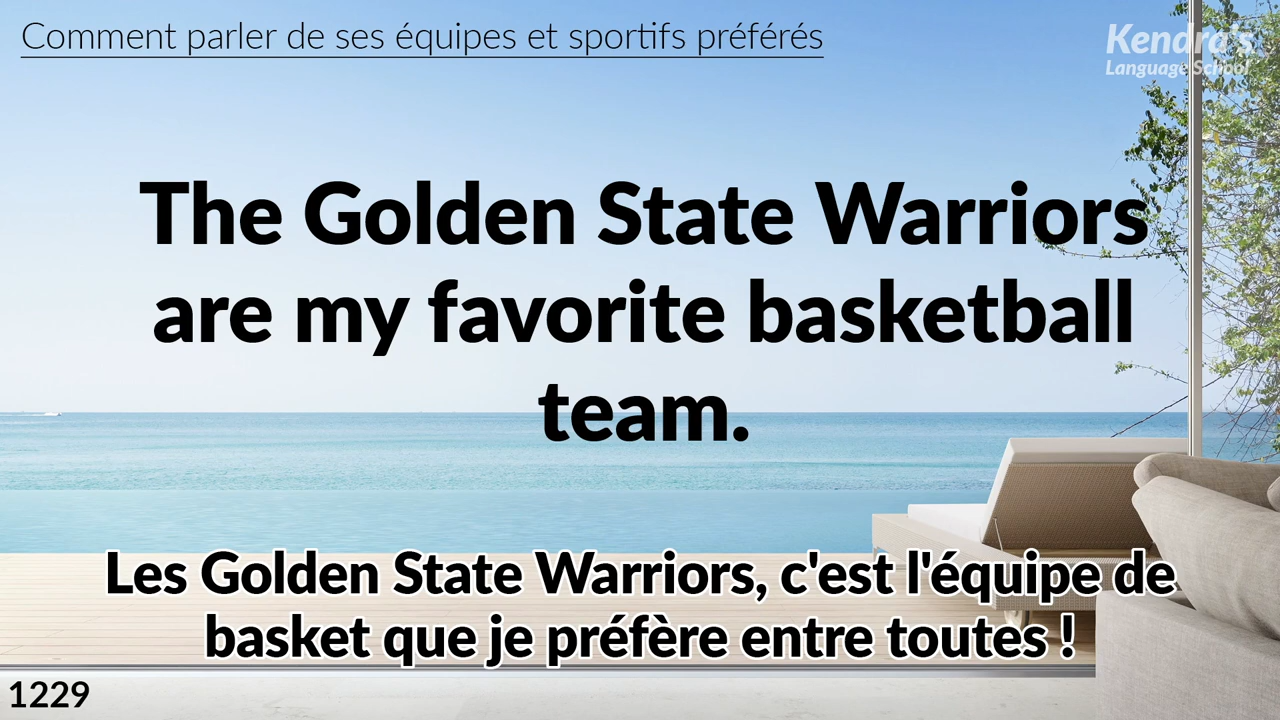 Comment parler de ses équipes et sportifs préférés
Kendra's
Language School
The Golden State Warriors
are my favorite basketball
team.
Les Golden State Warriors, c'est l'équipe de
basket que je préfère entre toutes !
1229